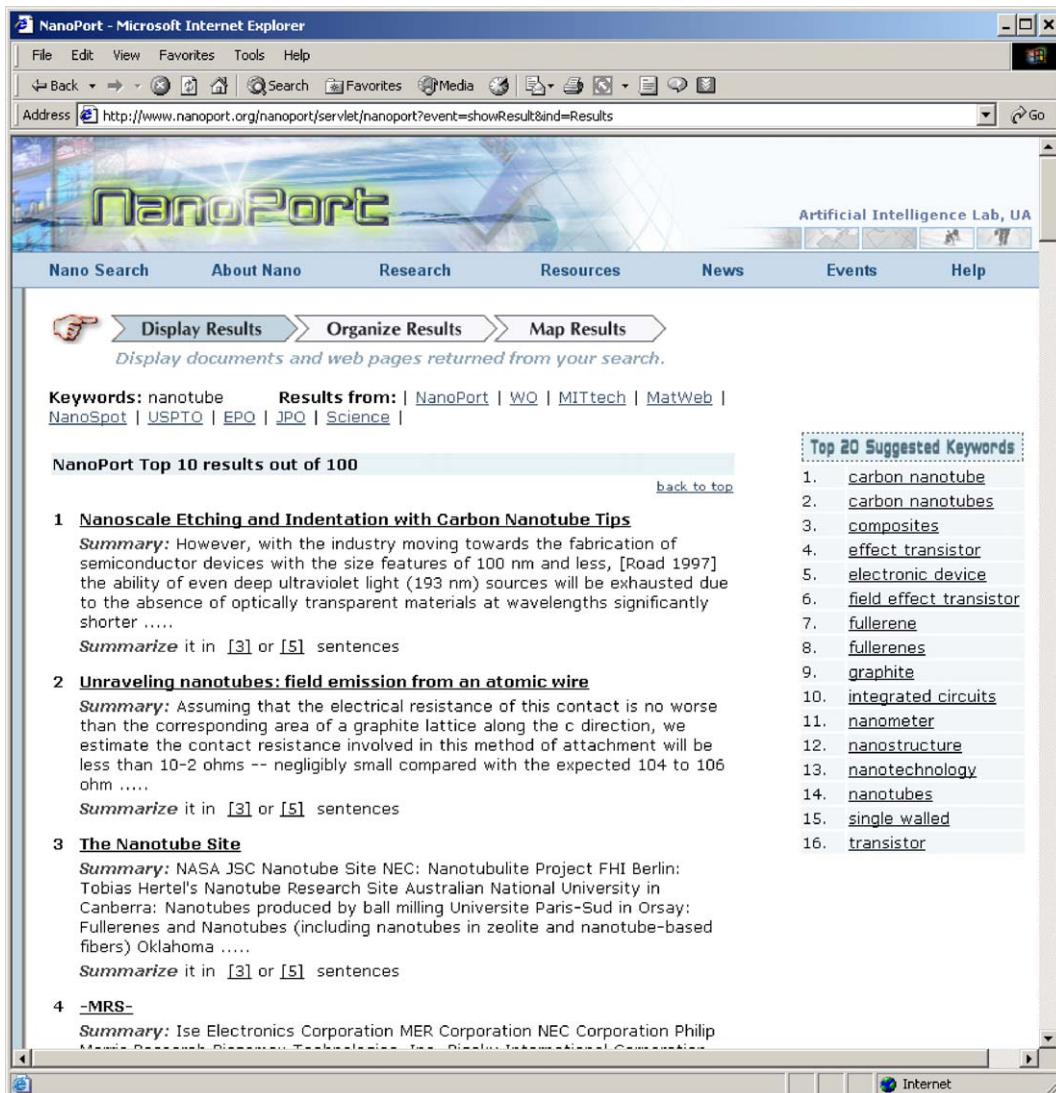 NanoPort - Microsoft Internet Explorer
File Edit View Favorites Tools Help
Back Search Favorites Media
Address http://www.nanoport.org/nanoport/servlet/nanoport?event=showResult&ind=Results Go
NanoPort
Artificial Intelligence Lab, UA
Nano Search About Nano Research Resources News Events Help
Display Results Organize Results Map Results
Display documents and web pages returned from your search.
Keywords: nanotube Results from: | NanoPort | WO | MITtech | MatWeb |
NanoSpot | USPTO | EPO | JPO | Science |
NanoPort Top 10 results out of 100
back to top
1 Nanoscale Etching and Indentation with Carbon Nanotube Tips
Summary: However, with the industry moving towards the fabrication of
semiconductor devices with the size features of 100 nm and less, [Road 1997]
the ability of even deep ultraviolet light (193 nm) sources will be exhausted due
to the absence of optically transparent materials at wavelengths significantly
shorter .....
Summarize it in [3] or [5] sentences
2 Unraveling nanotubes: field emission from an atomic wire
Summary: Assuming that the electrical resistance of this contact is no worse
than the corresponding area of a graphite lattice along the c direction, we
estimate the contact resistance involved in this method of attachment will be
less than 10-2 ohms -- negligibly small compared with the expected 104 to 106
ohm .....
Summarize it in [3] or [5] sentences
3 The Nanotube Site
Summary: NASA JSC Nanotube Site NEC: Nanotubulite Project FHI Berlin:
Tobias Hertel's Nanotube Research Site Australian National University in
Canberra: Nanotubes produced by ball milling Universite Paris-Sud in Orsay:
Fullerenes and Nanotubes (including nanotubes in zeolite and nanotube-based
fibers) Oklahoma .....
Summarize it in [3] or [5] sentences
4 -MRS-
Summary: Ise Electronics Corporation MER Corporation NEC Corporation Philip
Top 20 Suggested Keywords
1. carbon nanotube
2. carbon nanotubes
3. composites
4. effect transistor
5. electronic device
6. field effect transistor
7. fullerene
8. fullerenes
9. graphite
10. integrated circuits
11. nanometer
12. nanostructure
13. nanotechnology
14. nanotubes
15. single walled
16. transistor
Internet